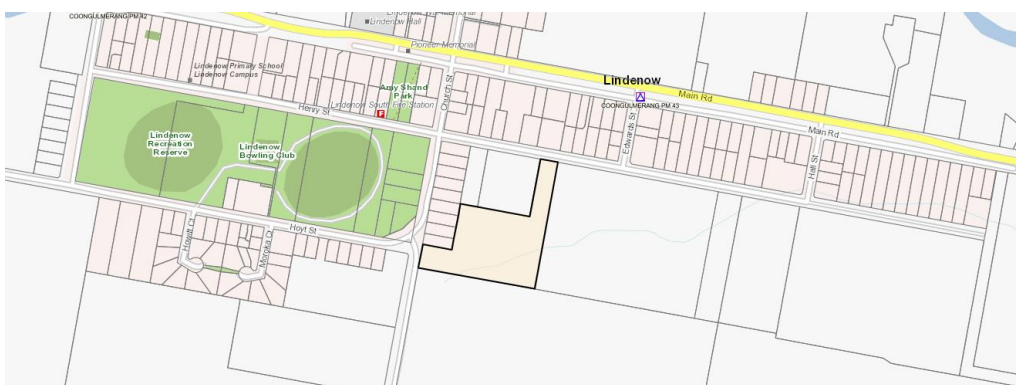 COONGULMERANG PM 42
Lindenow Hall
Pioneer Memorial
Lindenow Primary School
Lindenow Campus
Amy Shand
Park
Lindenow South Fire Station
F
Church St
Henry St
Lindenow
Main Rd
COONGULMERANG PM 43
Main Rd
Edwards St
Hall St
Lindenow
Recreation
Reserve
Lindenow
Bowling Club
Hoyt St
Howitt Ct
Moroka Ct